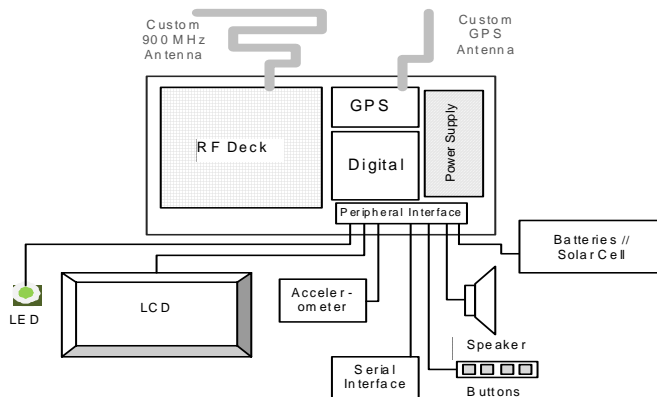 Custom
900 MHz
Antenna
Custom
GPS
Antenna
RF Deck
GPS
Digital
Power Supply
Peripheral Interface
Batteries //
Solar Cell
LED
LCD
Acceler-
ometer
Speaker
Serial
Interface
Buttons